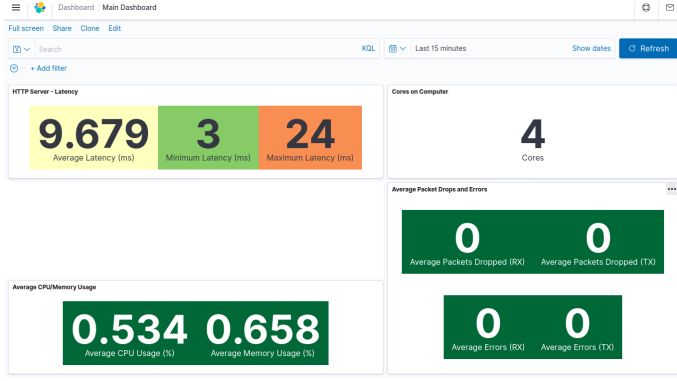 Dashboard / Main Dashboard
Full screen Share Clone Edit
Search KQL Last 15 minutes Show dates Refresh
+ Add filter
HTTP Server - Latency
9.679 3 24
Average Latency (ms) Minimum Latency (ms) Maximum Latency (ms)
Cores on Computer
4
Cores
Average Packet Drops and Errors
0 0
Average Packets Dropped (RX) Average Packets Dropped (TX)
0 0
Average Errors (RX) Average Errors (TX)
Average CPU/Memory Usage
0.534 0.658
Average CPU Usage (%) Average Memory Usage (%)